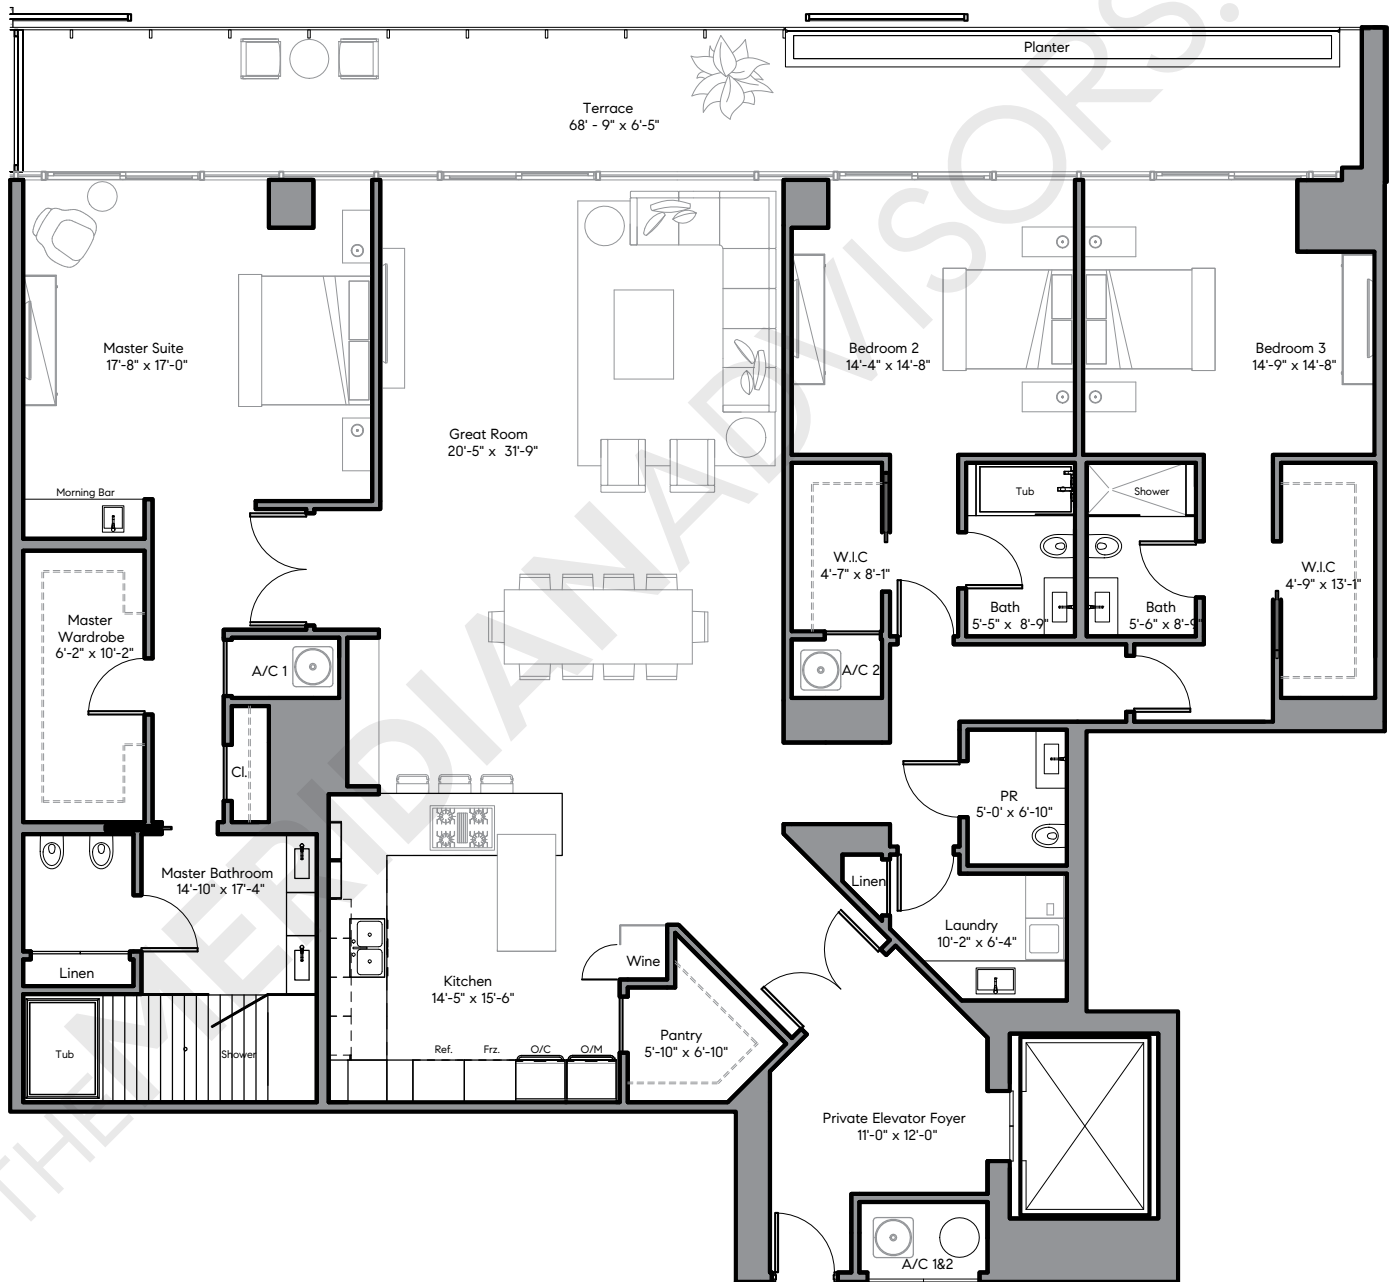 Planter
Terrace
68' - 9" x 6'-5"
Master Suite
17'-8" x 17'-0"
Bedroom 2
14'-4" x 14'-8"
Bedroom 3
14'-9" x 14'-8"
Great Room
20'-5" x 31'-9"
Morning Bar
Tub
Shower
W.I.C
4'-7" x 8'-1"
W.I.C
4'-9" x 13'-1"
Bath
5'-5" x 8'-9"
Bath
5'-6" x 8'-9"
Master
Wardrobe
6'-2" x 10'-2"
A/C 1
A/C 2
Cl.
PR
5'-0' x 6'-10"
Master Bathroom
14'-10" x 17'-4"
Linen
Laundry
10'-2" x 6'-4"
Linen
Wine
Kitchen
14'-5" x 15'-6"
Pantry
5'-10" x 6'-10"
Tub
Shower
Ref.
Frz.
O/C
O/M
Private Elevator Foyer
11'-0" x 12'-0"
A/C 1&2
THEMERIDIANADVISORS.